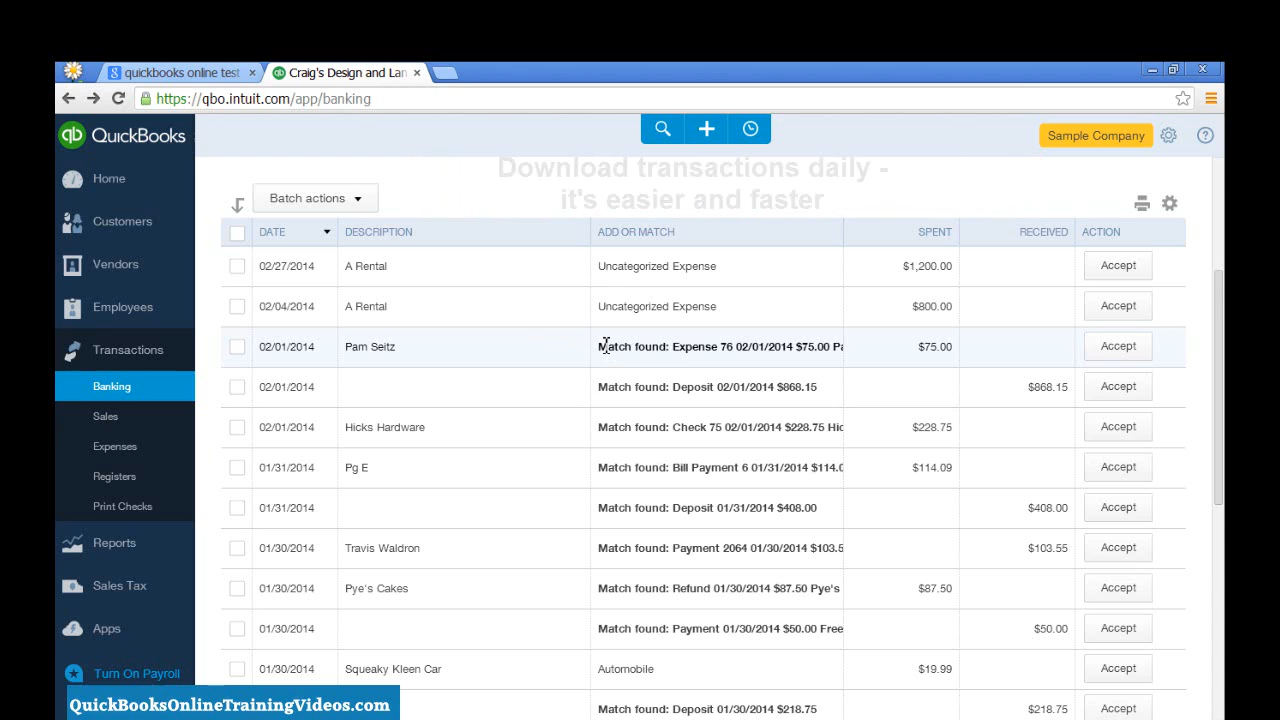 quickbooks online test
Craig's Design and Lan
https://qbo.intuit.com/app/banking
qb QuickBooks
Sample Company
Download transactions daily -
it's easier and faster
Home
Customers
Vendors
Employees
Transactions
Banking
Sales
Expenses
Registers
Print Checks
Reports
Sales Tax
Apps
Turn On Payroll
Batch actions
DATE DESCRIPTION ADD OR MATCH SPENT RECEIVED ACTION
02/27/2014 A Rental Uncategorized Expense $1,200.00 Accept
02/04/2014 A Rental Uncategorized Expense $800.00 Accept
02/01/2014 Pam Seitz Match found: Expense 76 02/01/2014 $75.00 Pa $75.00 Accept
02/01/2014 Match found: Deposit 02/01/2014 $868.15 $868.15 Accept
02/01/2014 Hicks Hardware Match found: Check 75 02/01/2014 $228.75 Hic $228.75 Accept
01/31/2014 Pg E Match found: Bill Payment 6 01/31/2014 $114.0 $114.09 Accept
01/31/2014 Match found: Deposit 01/31/2014 $408.00 $408.00 Accept
01/30/2014 Travis Waldron Match found: Payment 2064 01/30/2014 $103.5 $103.55 Accept
01/30/2014 Pye's Cakes Match found: Refund 01/30/2014 $87.50 Pye's $87.50 Accept
01/30/2014 Match found: Payment 01/30/2014 $50.00 Free $50.00 Accept
01/30/2014 Squeaky Kleen Car Automobile $19.99 Accept
01/30/2014 Match found: Deposit 01/30/2014 $218.75 $218.75 Accept
QuickBooksOnlineTrainingVideos.com